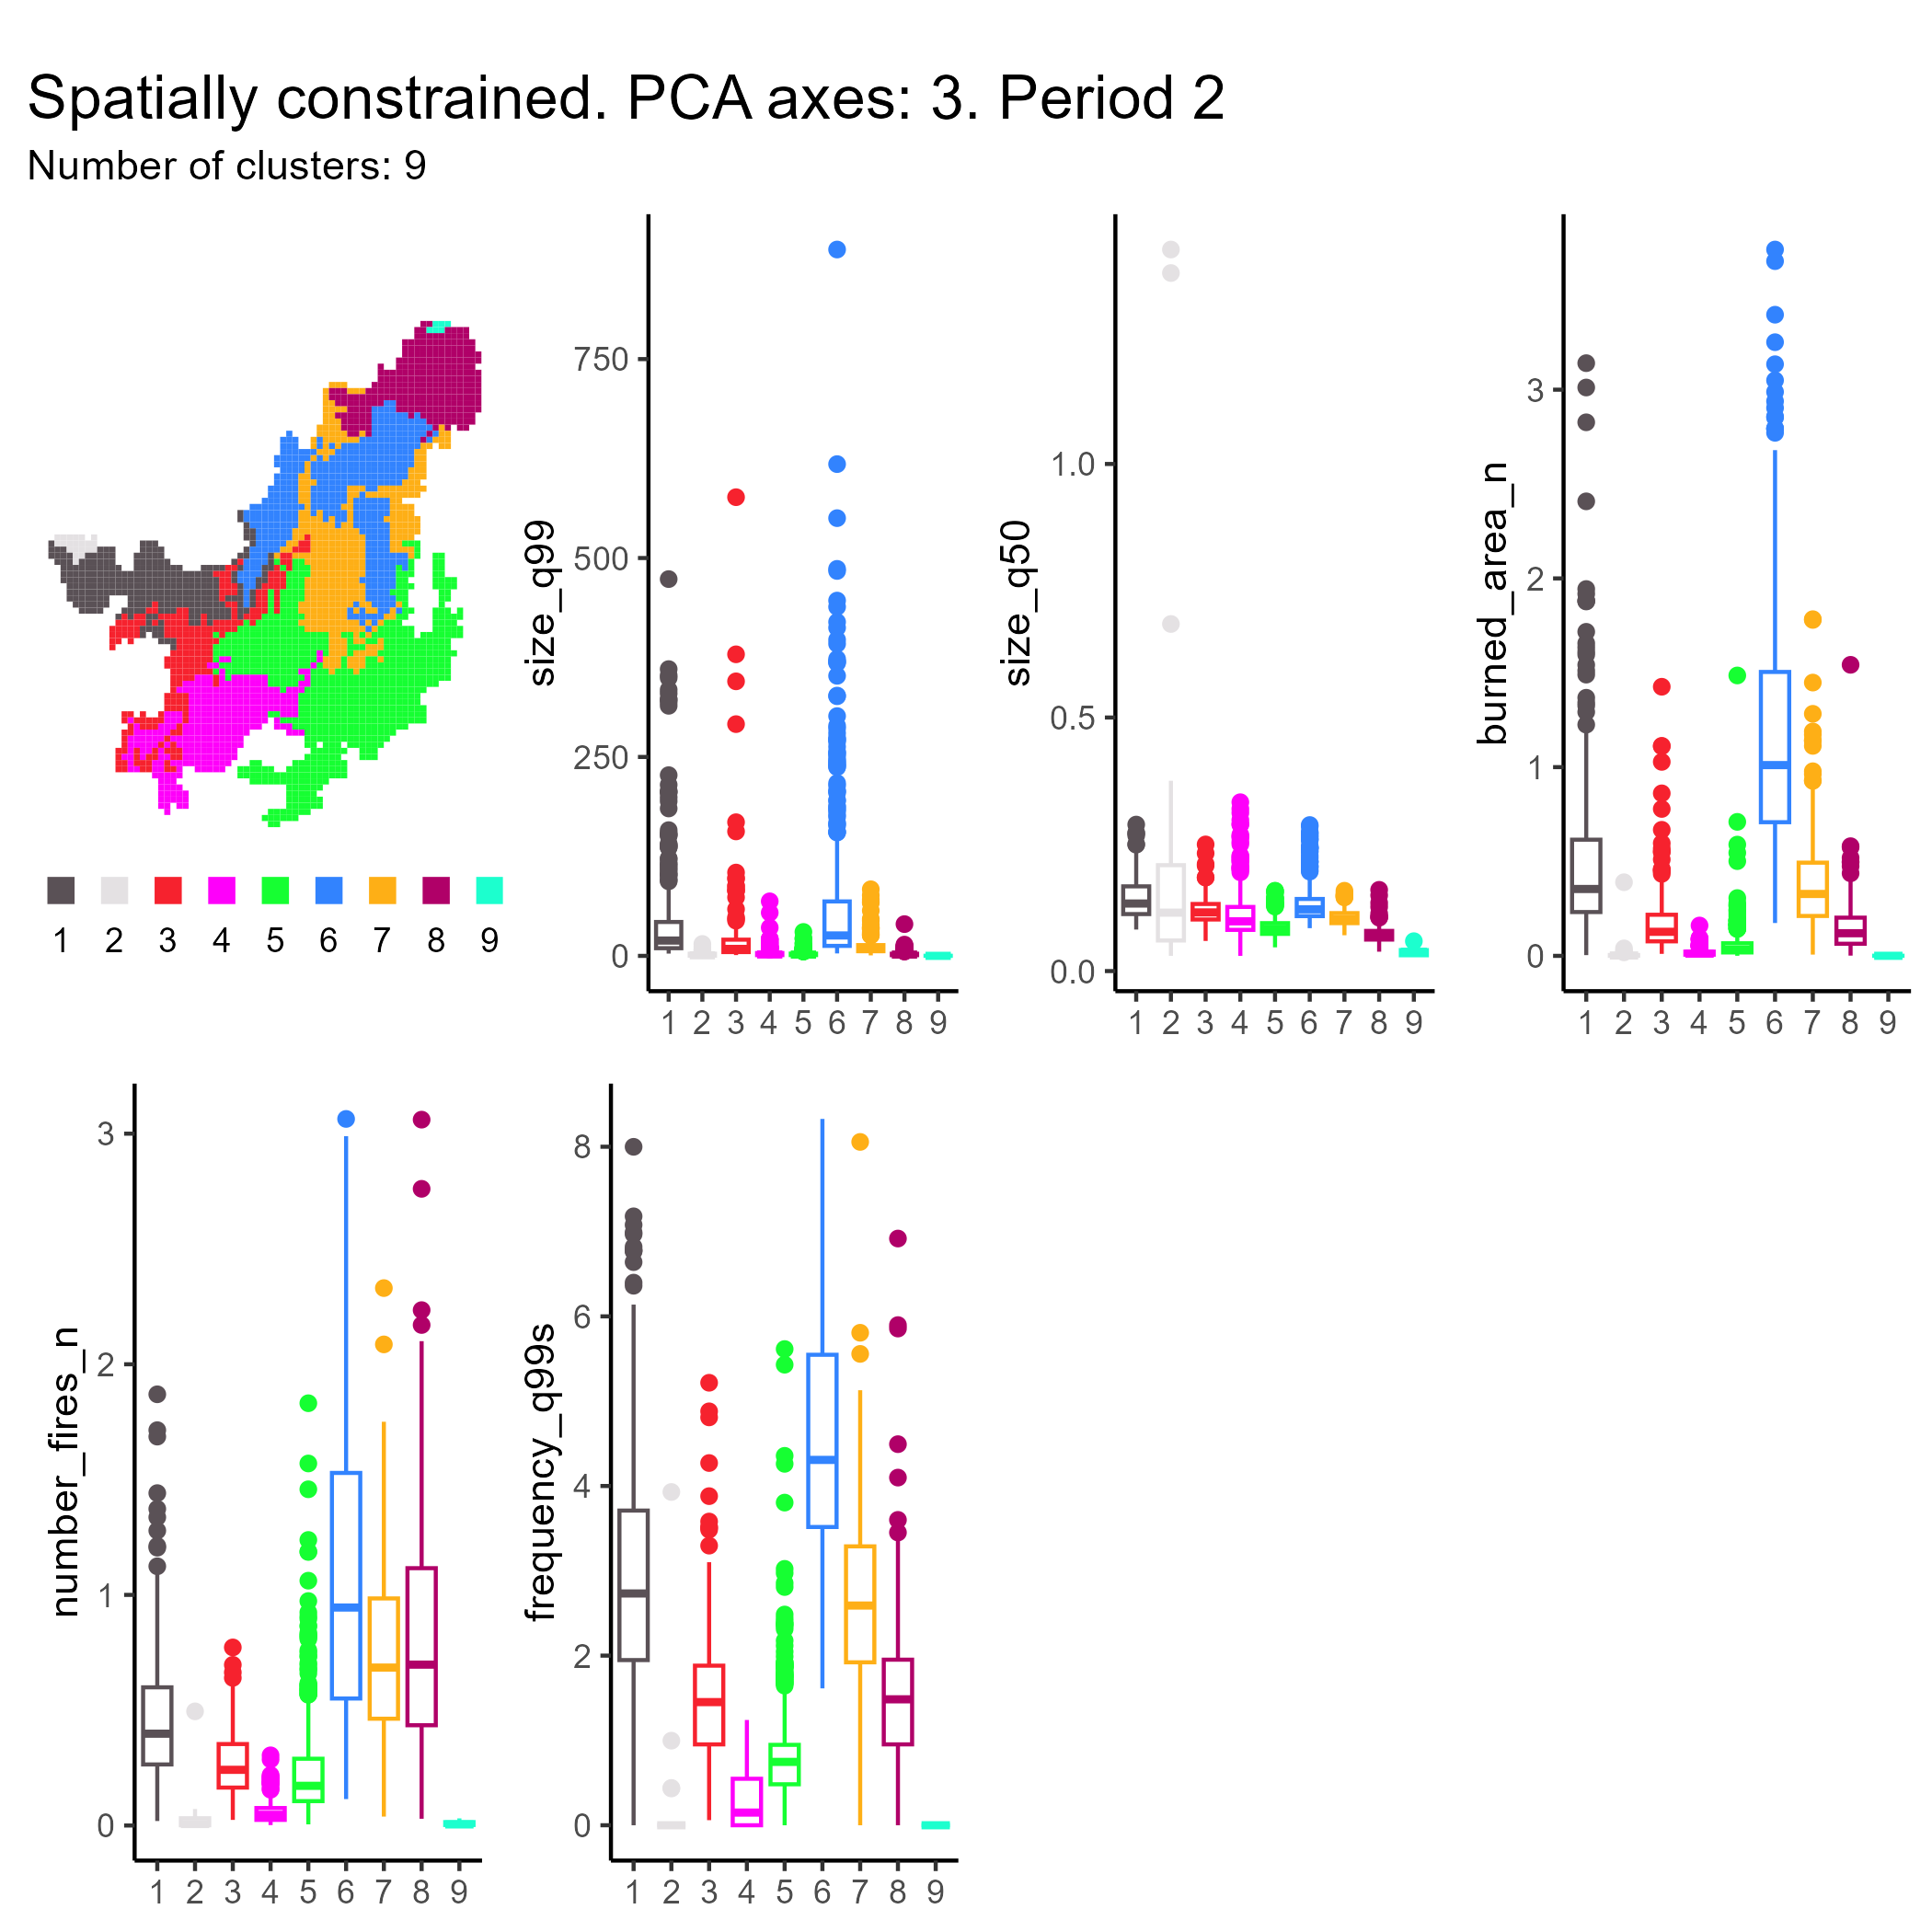 Spatially constrained. PCA axes: 3. Period 2
Number of clusters: 9
1 2 3 4 5 6 7 8 9
size_q99
750
500
250
0
1 2 3 4 5 6 7 8 9
size_q50
1.0
0.5
0.0
1 2 3 4 5 6 7 8 9
burned_area_n
3
2
1
0
1 2 3 4 5 6 7 8 9
number_fires_n
3
2
1
0
1 2 3 4 5 6 7 8 9
frequency_q99s
8
6
4
2
0
1 2 3 4 5 6 7 8 9